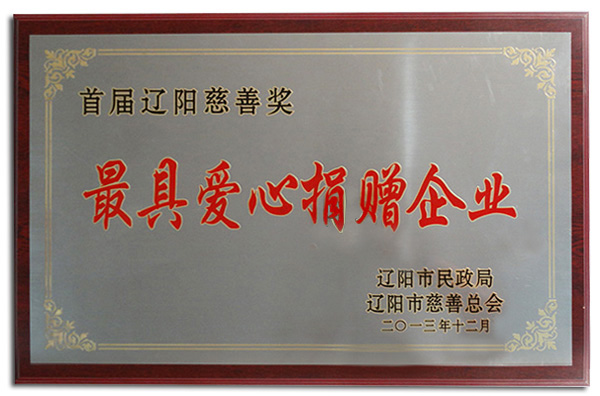 首届辽阳慈善奖
最具爱心捐赠企业
辽阳市民政局
辽阳市慈善总会
二〇一三年十二月